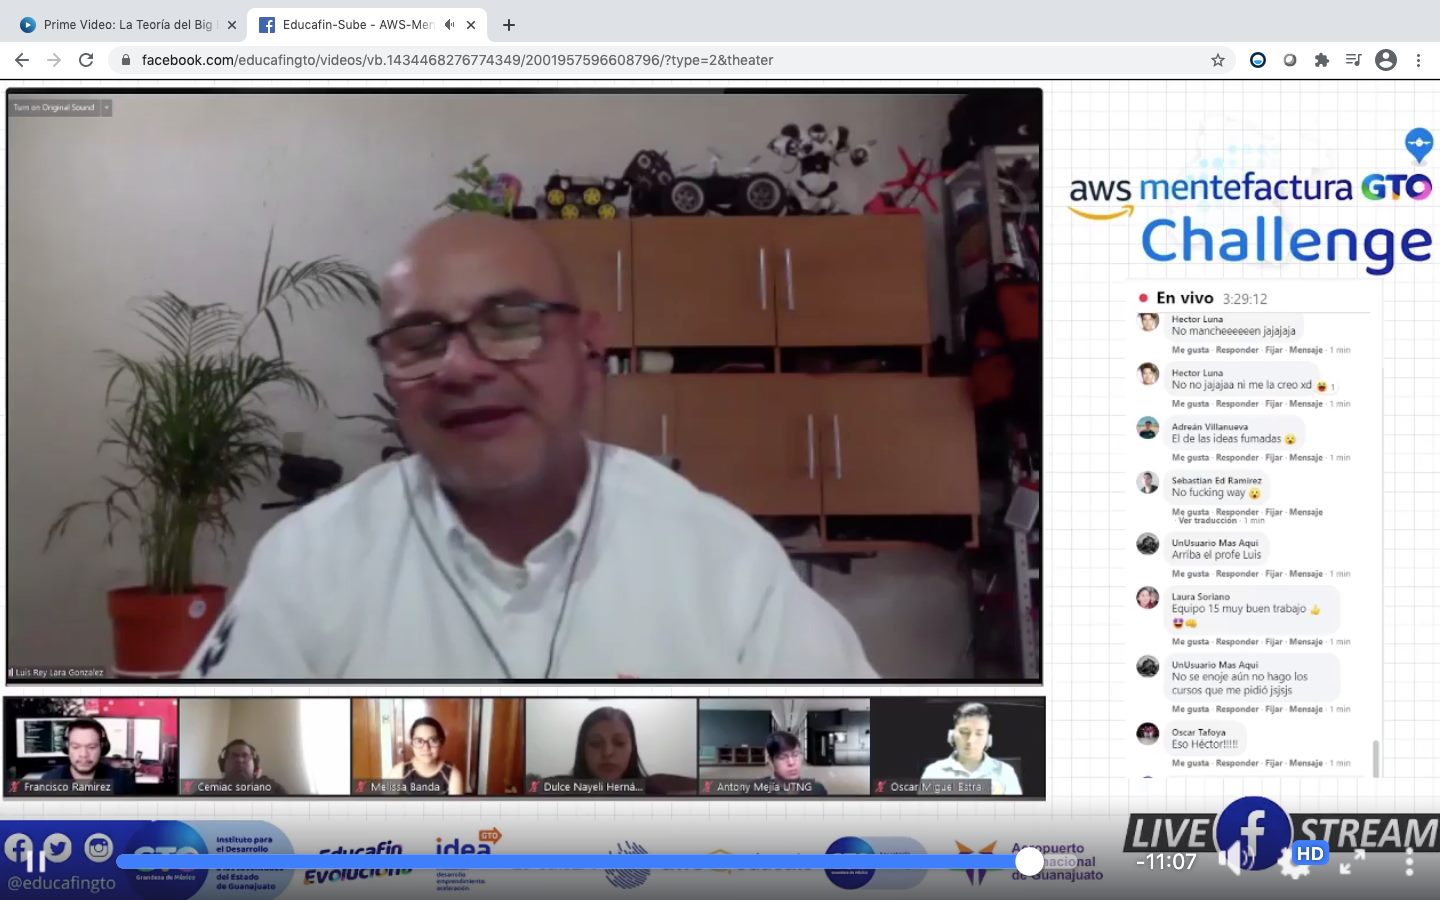 Prime Video: La Teoría del Big
Educafin-Sube - AWS-Men
facebook.com/educafingto/videos/vb.1434468276774349/2001957596608796/?type=2&theater
Turn on Original Sound
aws mentefactura GTO
Challenge
En vivo 3:29:12
Hector Luna
No mancheeeeeen jajajaja
Me gusta · Responder · Fijar · Mensaje · 1 min
Hector Luna
No no jajajaa ni me la creo xd 😆 1
Me gusta · Responder · Fijar · Mensaje · 1 min
Adreán Villanueva
El de las ideas fumadas 😮
Me gusta · Responder · Fijar · Mensaje · 1 min
Sebastian Ed Ramirez
No fucking way 😮
Me gusta · Responder · Fijar · Mensaje
· Ver traducción · 1 min
UnUsuario Mas Aqui
Arriba el profe Luis
Me gusta · Responder · Fijar · Mensaje · 1 min
Laura Soriano
Equipo 15 muy buen trabajo 👍
🤩👊
Me gusta · Responder · Fijar · Mensaje · 1 min
UnUsuario Mas Aqui
No se enoje aún no hago los
cursos que me pidió jsjsjs
Me gusta · Responder · Fijar · Mensaje · 1 min
Oscar Tafoya
Eso Héctor!!!!!
Me gusta · Responder · Fijar · Mensaje · 1 min
Luis Rey Lara Gonzalez
Francisco Ramirez
Cemiac soriano
Melissa Banda
Dulce Nayeli Herná...
Antony Mejía UTNG
Oscar Miguel Estra
@educafingto
GTO
Grandeza de México
Instituto para
el Desarrollo
del Estado
de Guanajuato
Educafin
Evoluciona
idea GTO
desarrollo
emprendimiento
aceleración
Aeropuerto
de Guanajuato
LIVE STREAM
-11:07
HD